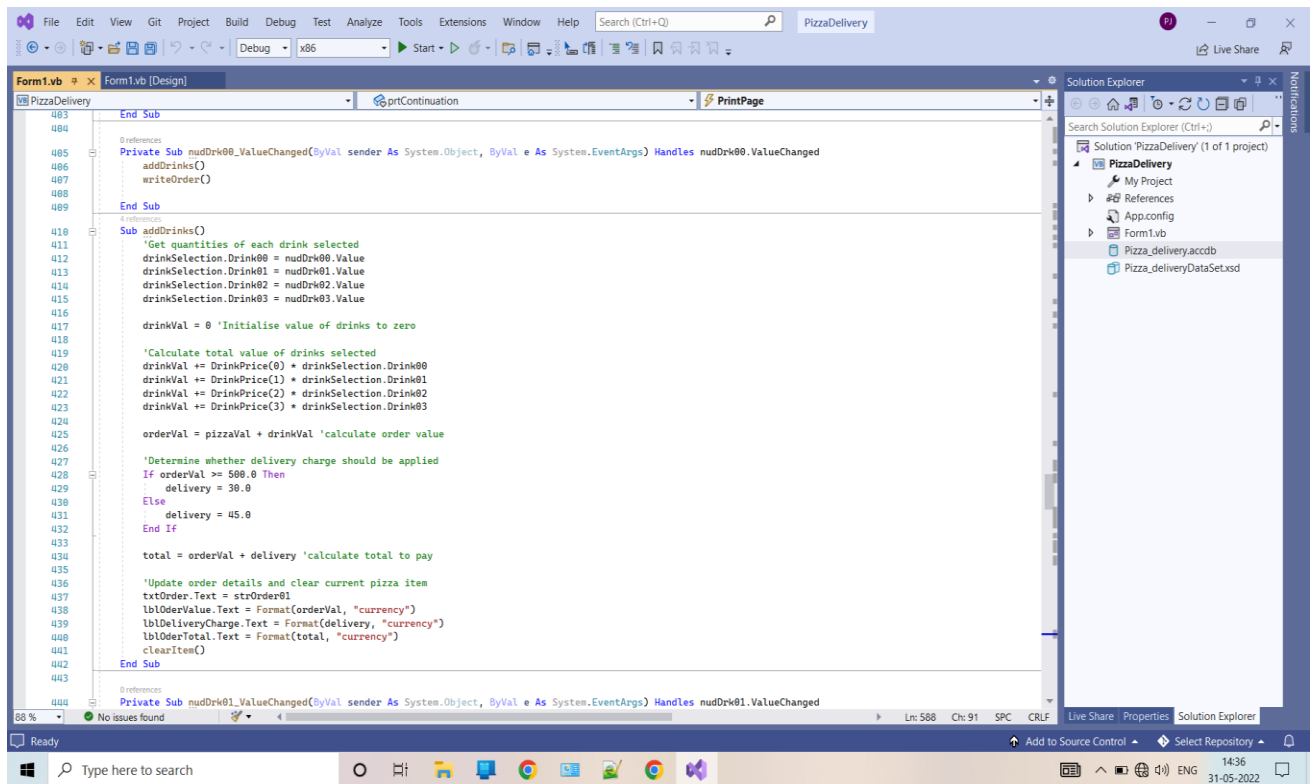 File Edit View Git Project Build Debug Test Analyze Tools Extensions Window Help Search (Ctrl+Q) PizzaDelivery PJ
Debug x86 Start Live Share
Form1.vb Form1.vb [Design]
PizzaDelivery prtContinuation PrintPage
403 End Sub
404
0 references
405 Private Sub nudDrk00_ValueChanged(ByVal sender As System.Object, ByVal e As System.EventArgs) Handles nudDrk00.ValueChanged
406 addDrinks()
407 writeOrder()
408
409 End Sub
4 references
410 Sub addDrinks()
411 'Get quantities of each drink selected
412 drinkSelection.Drink00 = nudDrk00.Value
413 drinkSelection.Drink01 = nudDrk01.Value
414 drinkSelection.Drink02 = nudDrk02.Value
415 drinkSelection.Drink03 = nudDrk03.Value
416
417 drinkVal = 0 'Initialise value of drinks to zero
418
419 'Calculate total value of drinks selected
420 drinkVal += DrinkPrice(0) * drinkSelection.Drink00
421 drinkVal += DrinkPrice(1) * drinkSelection.Drink01
422 drinkVal += DrinkPrice(2) * drinkSelection.Drink02
423 drinkVal += DrinkPrice(3) * drinkSelection.Drink03
424
425 orderVal = pizzaVal + drinkVal 'calculate order value
426
427 'Determine whether delivery charge should be applied
428 If orderVal >= 500.0 Then
429 delivery = 30.0
430 Else
431 delivery = 45.0
432 End If
433
434 total = orderVal + delivery 'calculate total to pay
435
436 'Update order details and clear current pizza item
437 txtOrder.Text = strOrder01
438 lblOderValue.Text = Format(orderVal, "currency")
439 lblDeliveryCharge.Text = Format(delivery, "currency")
440 lblOderTotal.Text = Format(total, "currency")
441 clearItem()
442 End Sub
443
0 references
444 Private Sub nudDrk01_ValueChanged(ByVal sender As System.Object, ByVal e As System.EventArgs) Handles nudDrk01.ValueChanged
88 % No issues found Ln: 588 Ch: 91 SPC CRLF
Solution Explorer
Search Solution Explorer (Ctrl+;)
Solution 'PizzaDelivery' (1 of 1 project)
VB PizzaDelivery
My Project
References
App.config
Form1.vb
Pizza_delivery.accdb
Pizza_deliveryDataSet.xsd
Live Share Properties Solution Explorer
Notifications
Ready Add to Source Control Select Repository
Type here to search ENG 14:36
31-05-2022